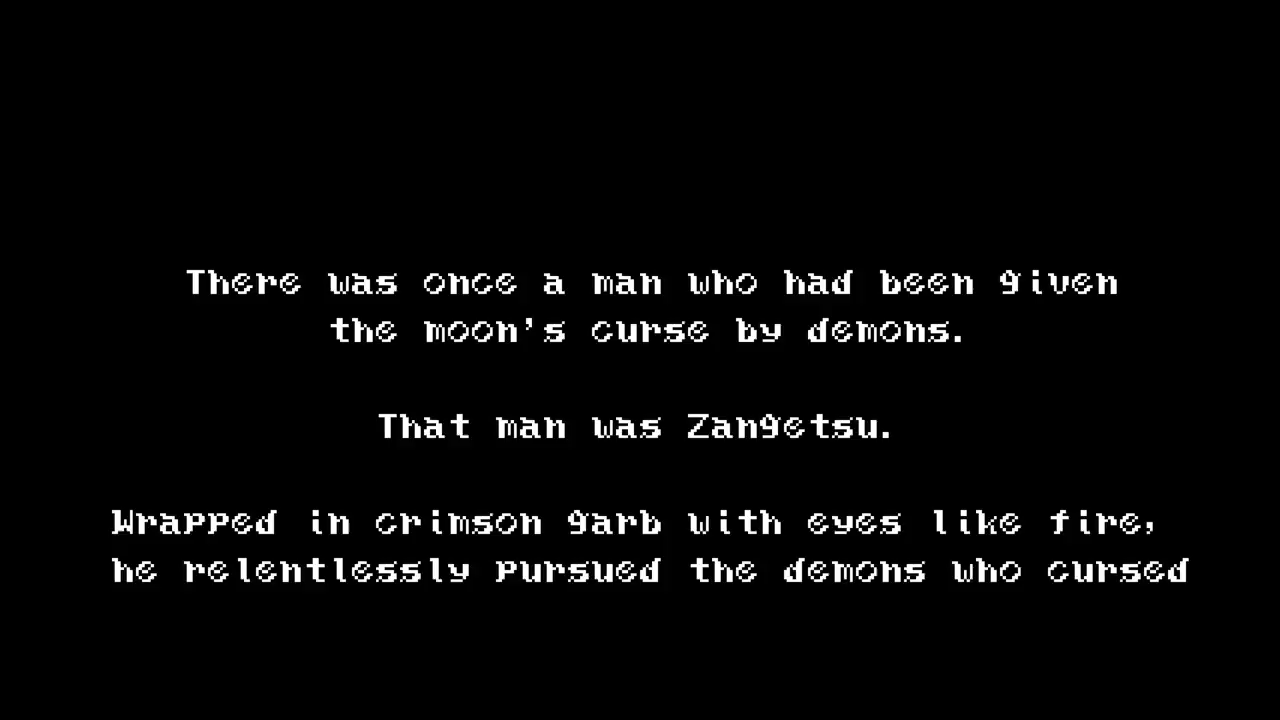 There was once a man who had been given
the moon's curse by demons.
That man was Zangetsu.
Wrapped in crimson garb with eyes like fire,
he relentlessly pursued the demons who cursed